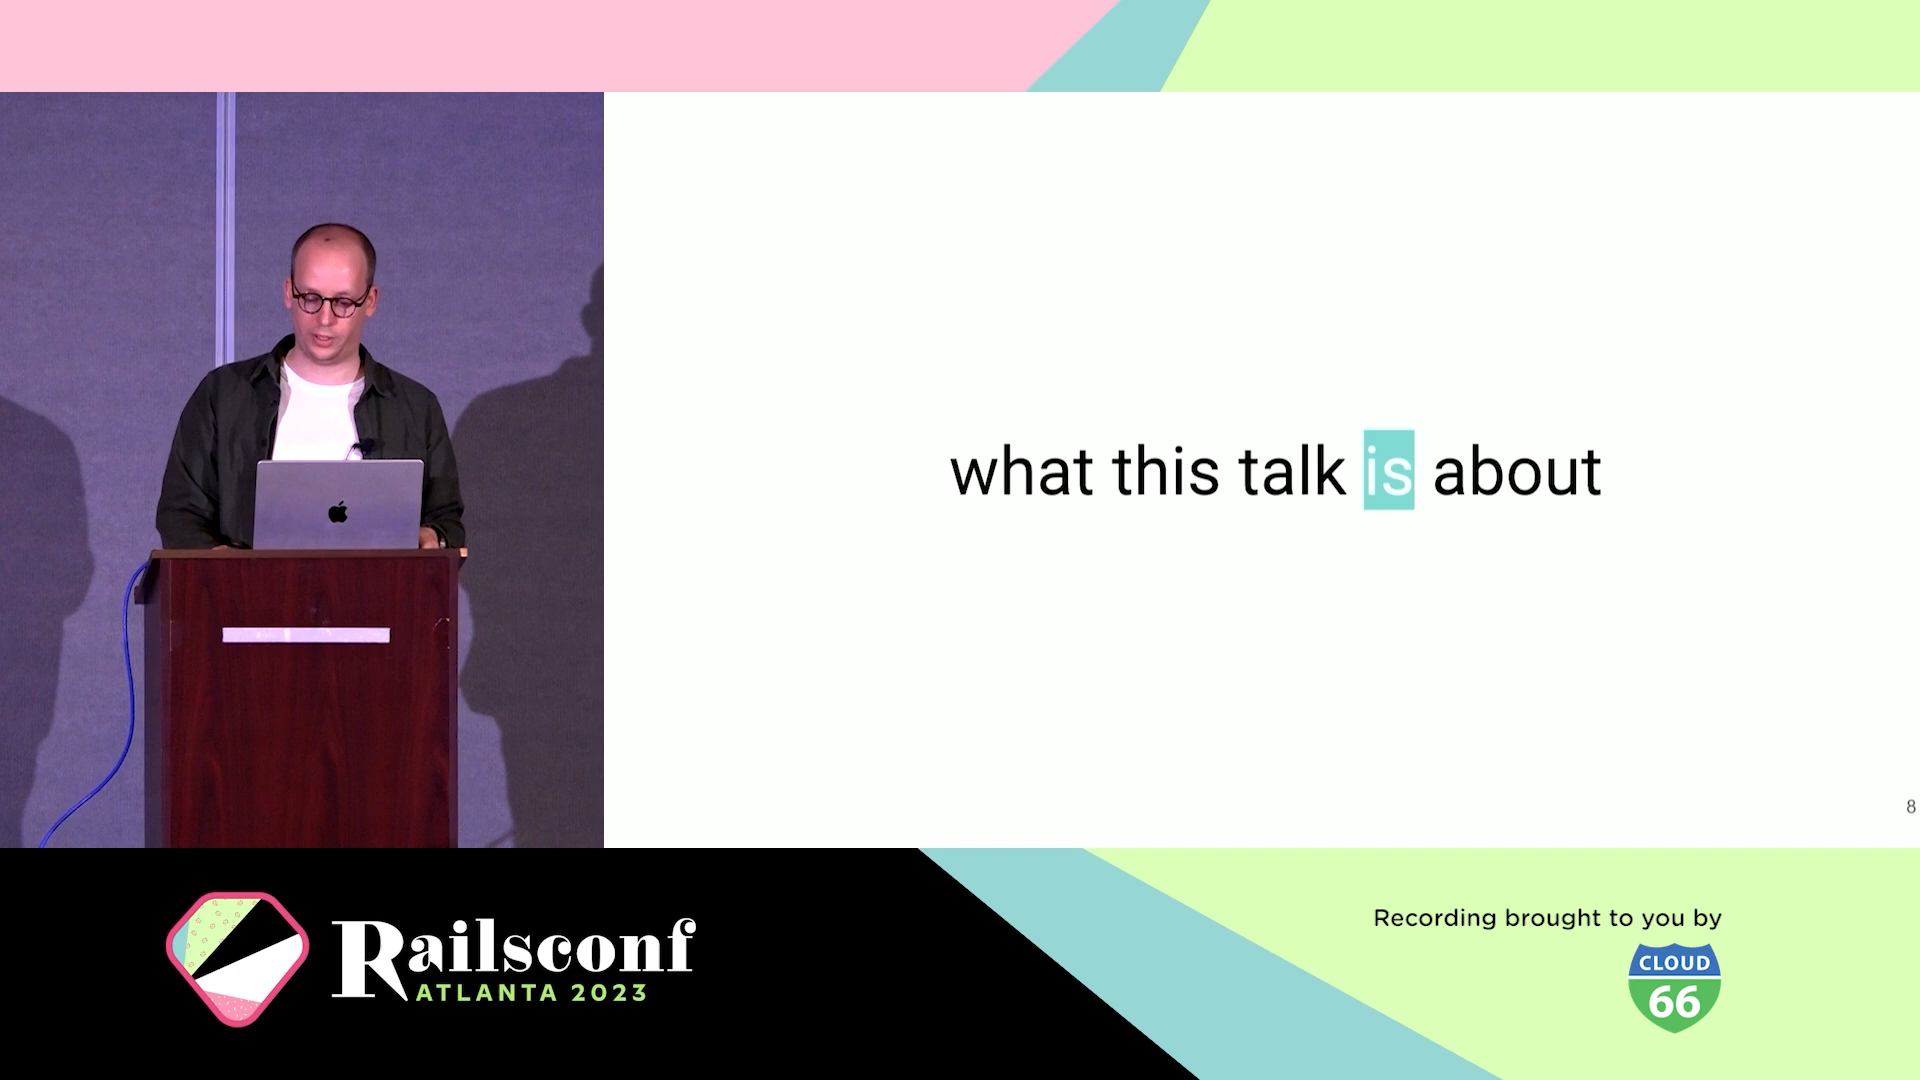 what this talk is about
8
Railsconf
ATLANTA 2023
Recording brought to you by
CLOUD
66